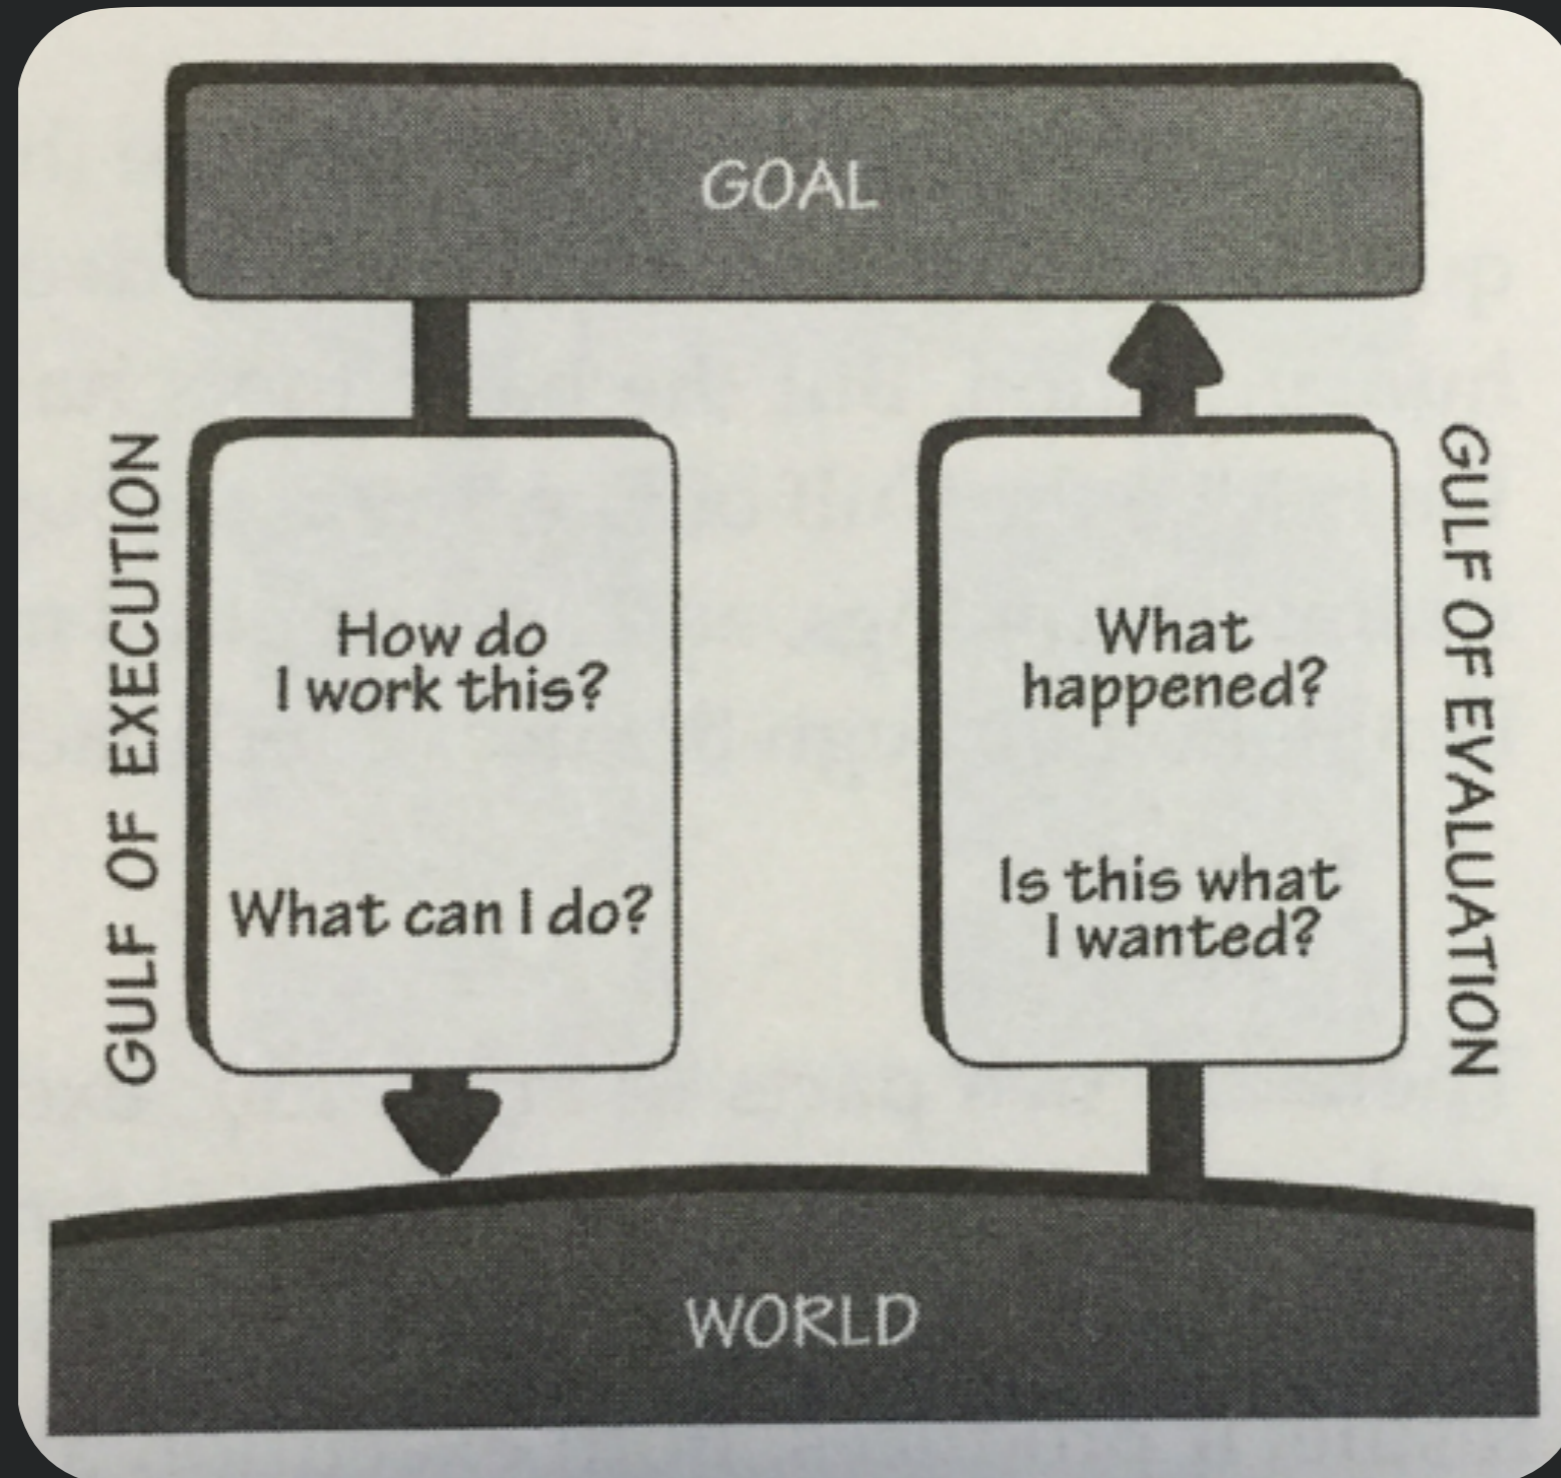 GOAL
GULF OF EXECUTION
How do
I work this?
What can I do?
What
happened?
Is this what
I wanted?
GULF OF EVALUATION
WORLD